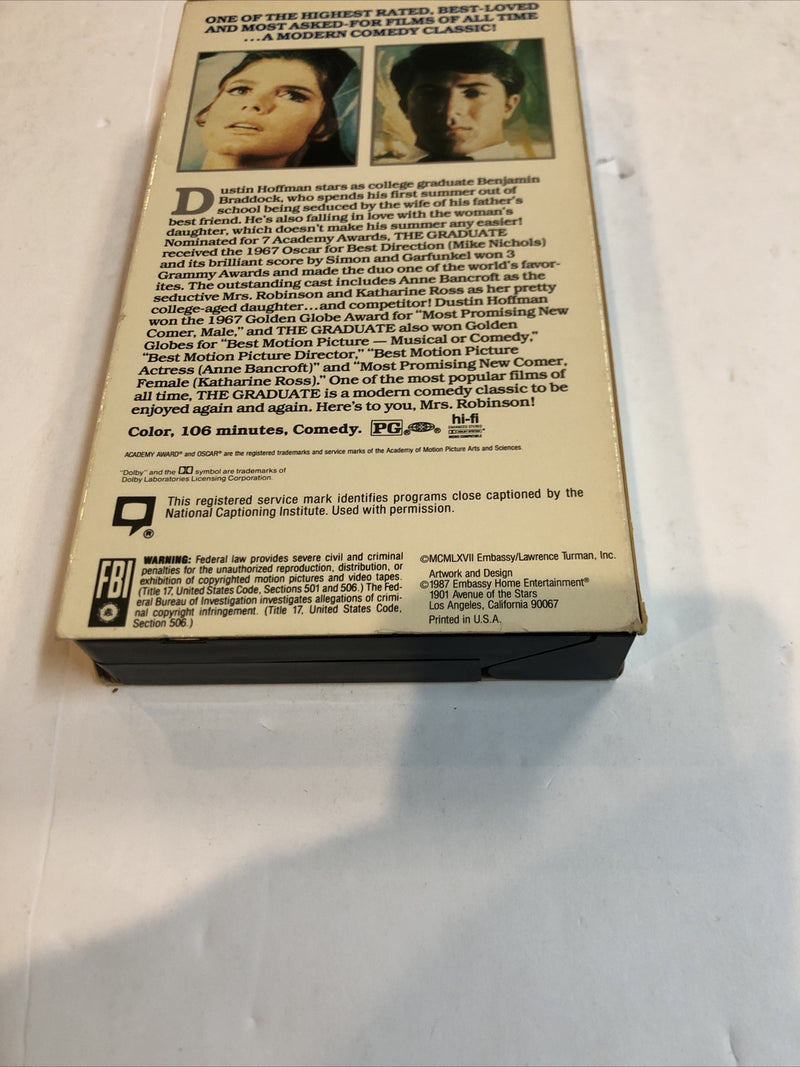 ONE OF THE HIGHEST RATED, BEST-LOVED
AND MOST ASKED-FOR FILMS OF ALL TIME
...A MODERN COMEDY CLASSIC!
Dustin Hoffman stars as college graduate Benjamin
Braddock, who spends his first summer out of
school being seduced by the wife of his father's
best friend. He's also falling in love with the woman's
daughter, which doesn't make his summer any easier!
Nominated for 7 Academy Awards, THE GRADUATE
received the 1967 Oscar for Best Direction (Mike Nichols)
and its brilliant score by Simon and Garfunkel won 3
Grammy Awards and made the duo one of the world's favor-
ites. The outstanding cast includes Anne Bancroft as the
seductive Mrs. Robinson and Katharine Ross as her pretty
college-aged daughter...and competitor! Dustin Hoffman
won the 1967 Golden Globe Award for "Most Promising New
Comer, Male," and THE GRADUATE also won Golden
Globes for "Best Motion Picture — Musical or Comedy,"
"Best Motion Picture Director," "Best Motion Picture
Actress (Anne Bancroft)" and "Most Promising New Comer,
Female (Katharine Ross)." One of the most popular films of
all time, THE GRADUATE is a modern comedy classic to be
enjoyed again and again. Here's to you, Mrs. Robinson!
Color, 106 minutes, Comedy. PG ® ® hi-fi
ACADEMY AWARD® and OSCAR® are the registered trademarks and service marks of the Academy of Motion Picture Arts and Sciences.
"Dolby" and the symbol are trademarks of
Dolby Laboratories Licensing Corporation.
This registered service mark identifies programs close captioned by the
National Captioning Institute. Used with permission.
®
FBI
WARNING: Federal law provides severe civil and criminal
penalties for the unauthorized reproduction, distribution, or
exhibition of copyrighted motion pictures and video tapes.
(Title 17, United States Code, Sections 501 and 506.) The Fed-
eral Bureau of Investigation investigates allegations of crimi-
nal copyright infringement. (Title 17, United States Code,
Section 506.)
©MCMLXVII Embassy/Lawrence Turman, Inc.
Artwork and Design
©1987 Embassy Home Entertainment®
1901 Avenue of the Stars
Los Angeles, California 90067
Printed in U.S.A.